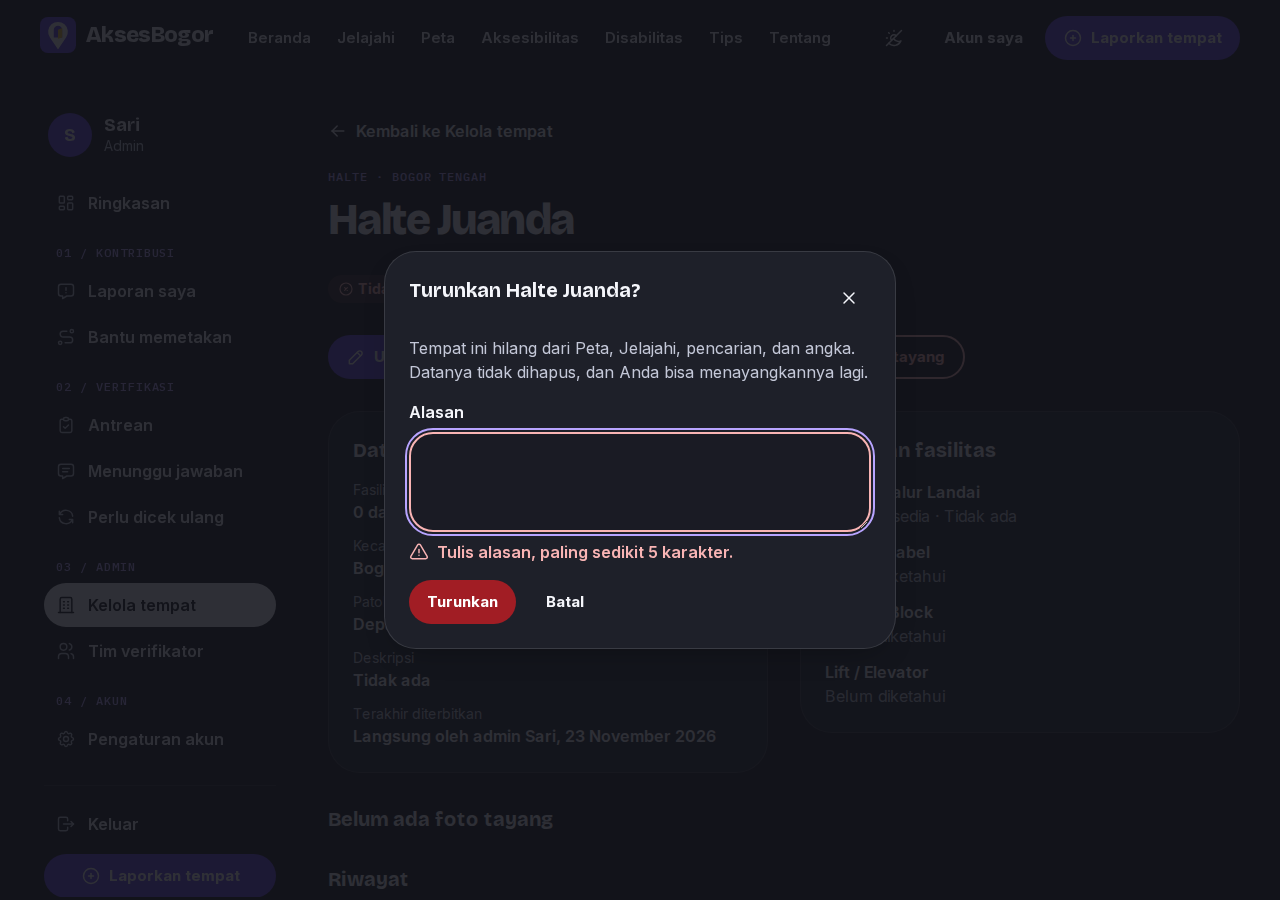 AksesBogor
Beranda
Jelajahi
Peta
Aksesibilitas
Disabilitas
Tips
Tentang
Akun saya
Laporkan tempat
S
Sari
Admin
Ringkasan
01 / KONTRIBUSI
Laporan saya
Bantu memetakan
02 / VERIFIKASI
Antrean
Menunggu jawaban
Perlu dicek ulang
03 / ADMIN
Kelola tempat
Tim verifikator
04 / AKUN
Pengaturan akun
Keluar
Laporkan tempat
Kembali ke Kelola tempat
HALTE · BOGOR TENGAH
Halte Juanda
Turunkan Halte Juanda?
Tempat ini hilang dari Peta, Jelajahi, pencarian, dan angka.
Datanya tidak dihapus, dan Anda bisa menayangkannya lagi.
Alasan
Tulis alasan, paling sedikit 5 karakter.
Turunkan
Batal
tayang
Deskripsi
Tidak ada
Terakhir diterbitkan
Langsung oleh admin Sari, 23 November 2026
fasilitas
Landai
· Tidak ada
Lift / Elevator
Belum diketahui
Belum ada foto tayang
Riwayat